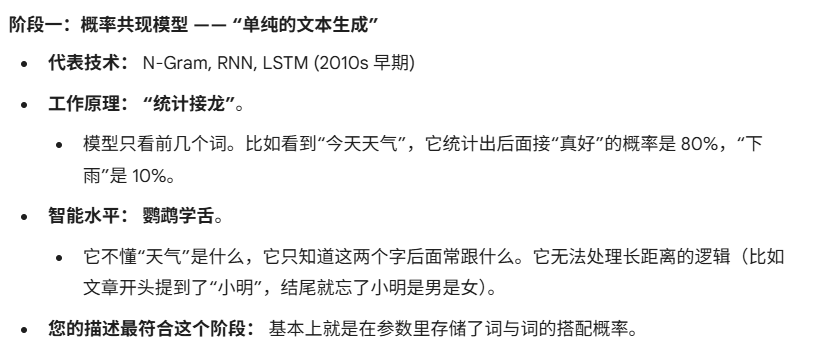 阶段一：概率共现模型 —— “单纯的文本生成”
代表技术： N-Gram, RNN, LSTM (2010s 早期)
工作原理： “统计接龙”。
模型只看前几个词。比如看到“今天天气”，它统计出后面接“真好”的概率是 80%，“下
雨”是 10%。
智能水平： 鹦鹉学舌。
它不懂“天气”是什么，它只知道这两个字后面常跟什么。它无法处理长距离的逻辑（比如
文章开头提到了“小明”，结尾就忘了小明是男是女）。
您的描述最符合这个阶段： 基本上就是在参数里存储了词与词的搭配概率。